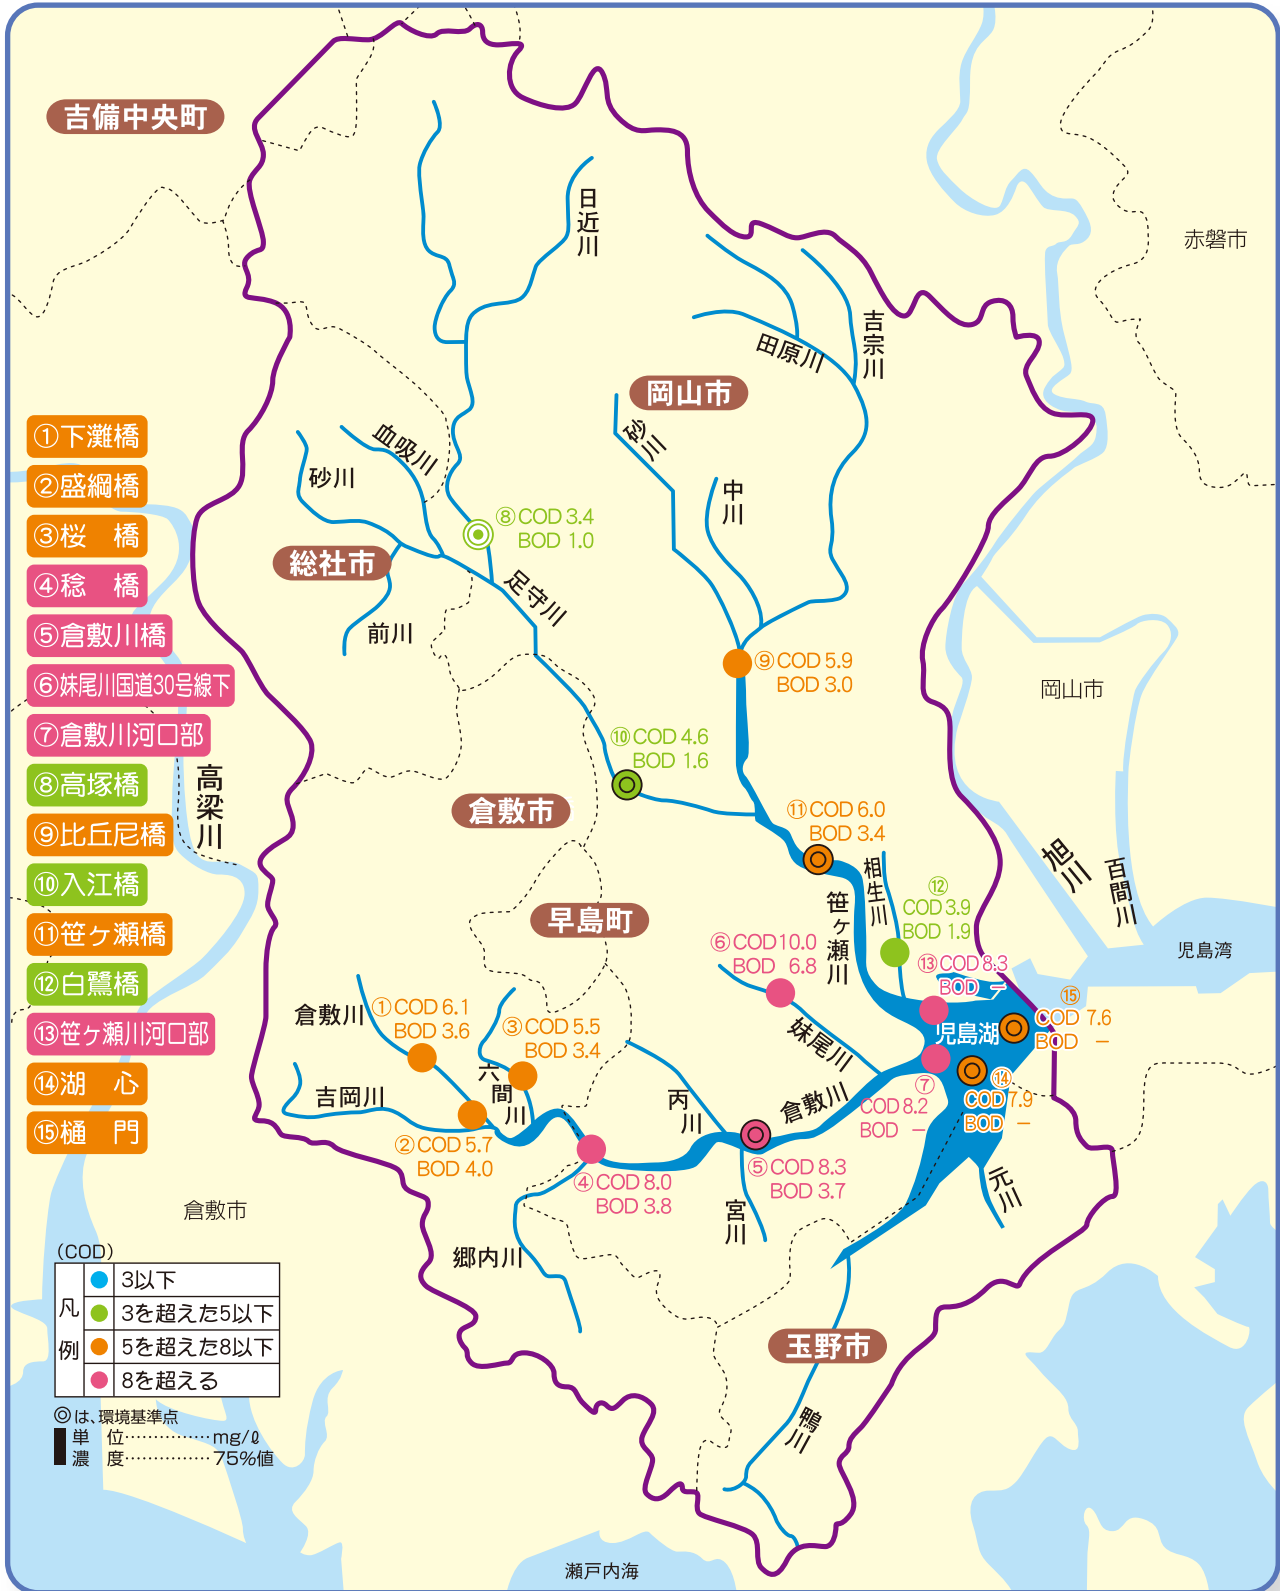 吉備中央町
日近川
赤磐市
吉宗川
田原川
岡山市
砂川
血吸川
砂川
中川
総社市
足守川
前川
岡山市
①下灘橋
②盛綱橋
③桜 橋
④稔 橋
⑤倉敷川橋
⑥妹尾川国道30号線下
⑦倉敷川河口部
⑧高塚橋
⑨比丘尼橋
⑩入江橋
⑪笹ヶ瀬橋
⑫白鷺橋
⑬笹ヶ瀬川河口部
⑭湖 心
⑮樋 門
⑧COD 3.4
BOD 1.0
⑨COD 5.9
BOD 3.0
⑩COD 4.6
BOD 1.6
高梁川
倉敷市
⑪COD 6.0
BOD 3.4
相生川
旭川
百間川
笹ヶ瀬川
早島町
⑫
COD 3.9
BOD 1.9
児島湾
⑥COD10.0
BOD 6.8
⑬COD 8.3
BOD −
⑮
COD 7.6
BOD −
児島湖
倉敷川
①COD 6.1
BOD 3.6
③COD 5.5
BOD 3.4
妹尾川
六間川
吉岡川
丙川
倉敷川
⑦
COD 8.2
BOD −
⑭
COD 7.9
BOD −
②COD 5.7
BOD 4.0
④COD 8.0
BOD 3.8
⑤COD 8.3
BOD 3.7
元川
宮川
倉敷市
郷内川
玉野市
鴨川
(COD)
凡例
3以下
3を超えた5以下
5を超えた8以下
8を超える
◎は、環境基準点
単 位……………mg/ℓ
濃 度……………75%値
瀬戸内海